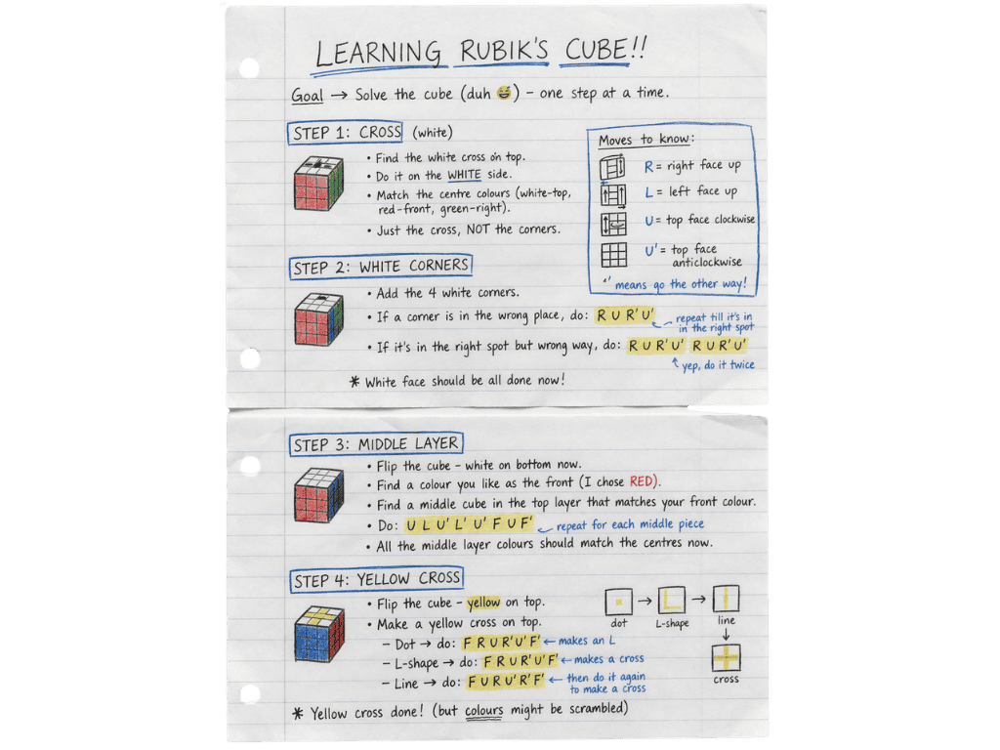 LEARNING RUBIK'S CUBE!!
Goal → Solve the cube (duh 😅) – one step at a time.
STEP 1: CROSS (white)
• Find the white cross on top.
• Do it on the WHITE side.
• Match the centre colours (white-top,
red-front, green-right).
• Just the cross, NOT the corners.
Moves to know:
R = right face up
L = left face up
U = top face clockwise
U' = top face
anticlockwise
'' means go the other way!
STEP 2: WHITE CORNERS
• Add the 4 white corners.
• If a corner is in the wrong place, do: R U R' U'
repeat till it's in
in the right spot
• If it's in the right spot but wrong way, do: R U R' U' R U R' U'
yep, do it twice
* White face should be all done now!
STEP 3: MIDDLE LAYER
• Flip the cube – white on bottom now.
• Find a colour you like as the front (I chose RED).
• Find a middle cube in the top layer that matches your front colour.
• Do: U L U' L' U' F U F' ← repeat for each middle piece
• All the middle layer colours should match the centres now.
STEP 4: YELLOW CROSS
• Flip the cube – yellow on top.
• Make a yellow cross on top.
– Dot → do: F R U R' U' F' ← makes an L
– L-shape → do: F R U R' U' F' ← makes a cross
– Line → do: F U R U' R' F' ← then do it again
to make a cross
dot → L-shape → line
↓
cross
* Yellow cross done! (but colours might be scrambled)